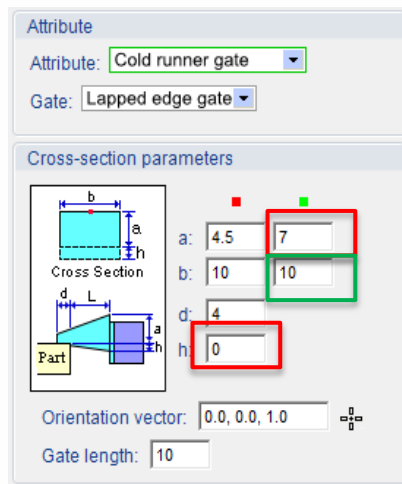 Attribute
Attribute: Cold runner gate
Gate: Lapped edge gate
Cross-section parameters
b
a
h
Cross Section
d L
a
h
Part
a: 4.5 7
b: 10 10
d: 4
h: 0
Orientation vector: 0.0, 0.0, 1.0
Gate length: 10